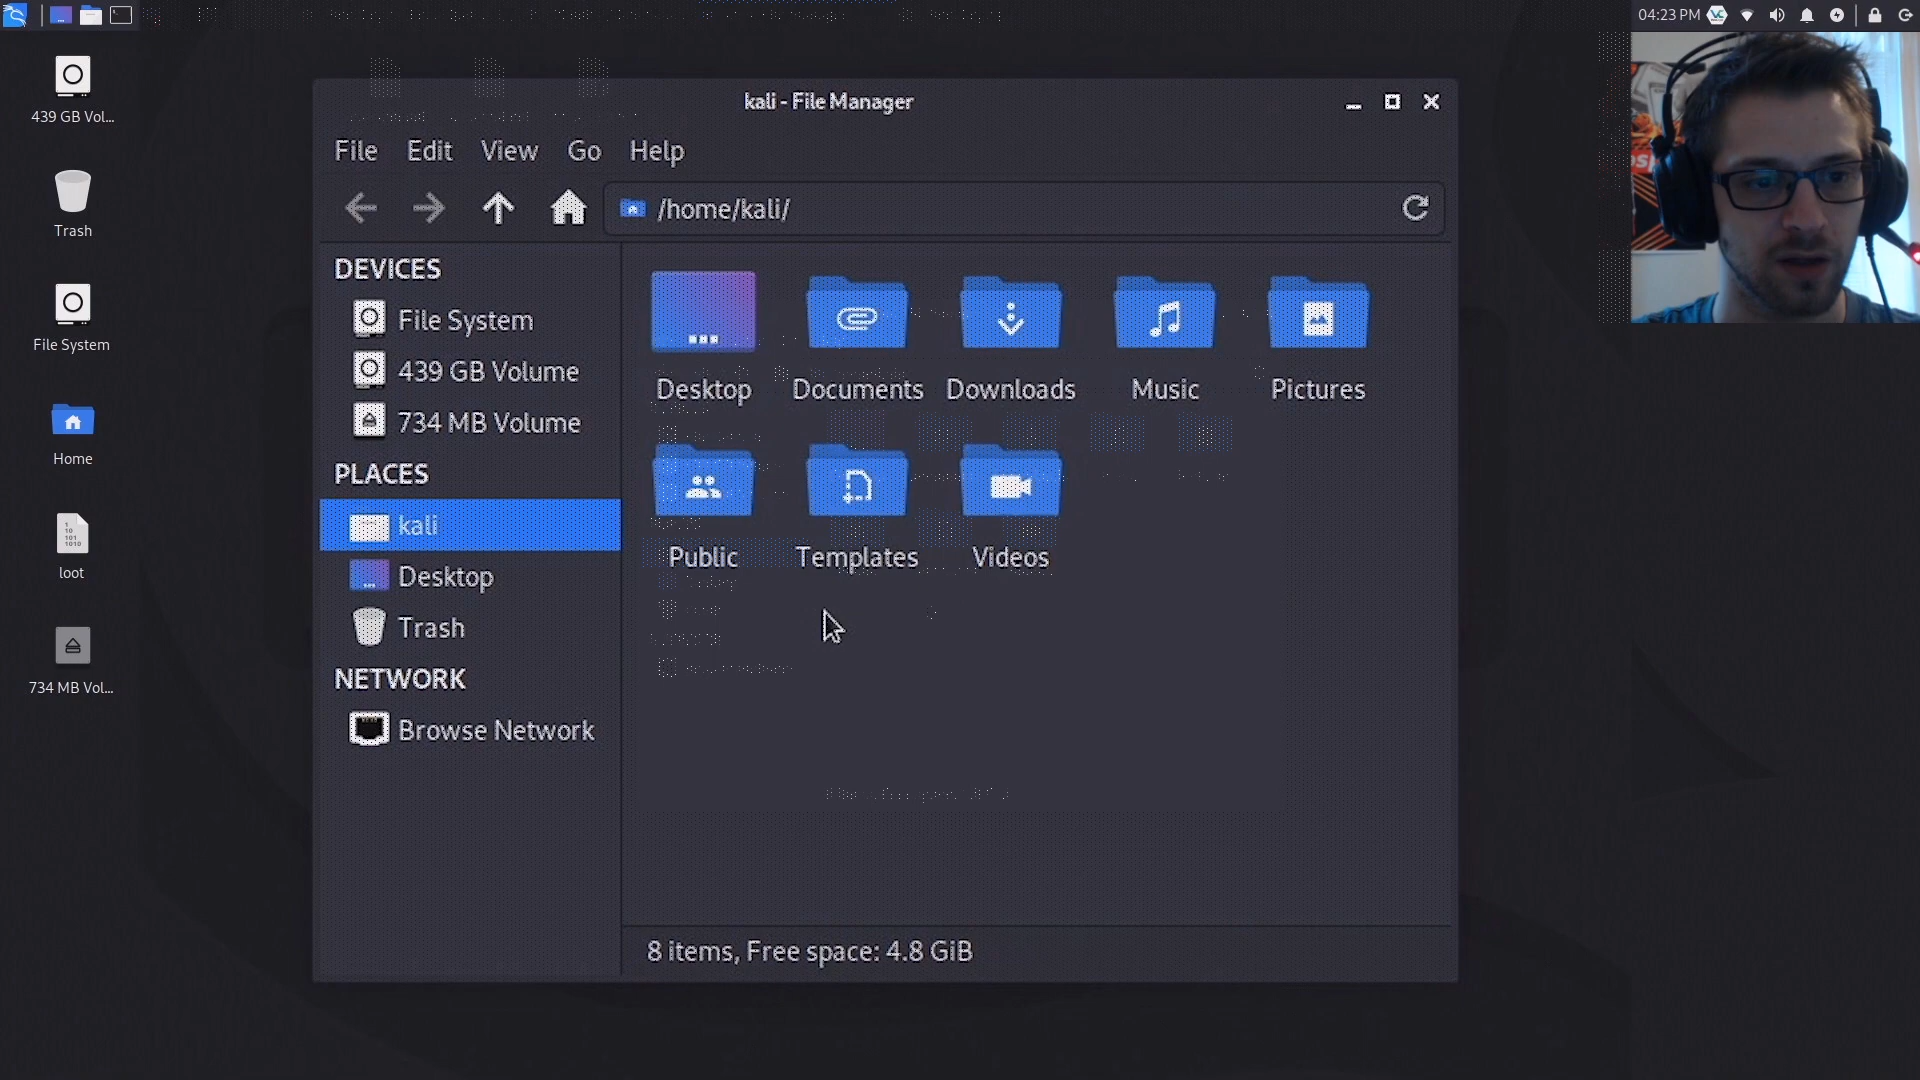 04:23 PM
439 GB Vol...
Trash
File System
Home
loot
734 MB Vol...
kali - File Manager
File Edit View Go Help
/home/kali/
DEVICES
File System
439 GB Volume
734 MB Volume
PLACES
kali
Desktop
Trash
NETWORK
Browse Network
Desktop Documents Downloads Music Pictures
Public Templates Videos
8 items, Free space: 4.8 GiB